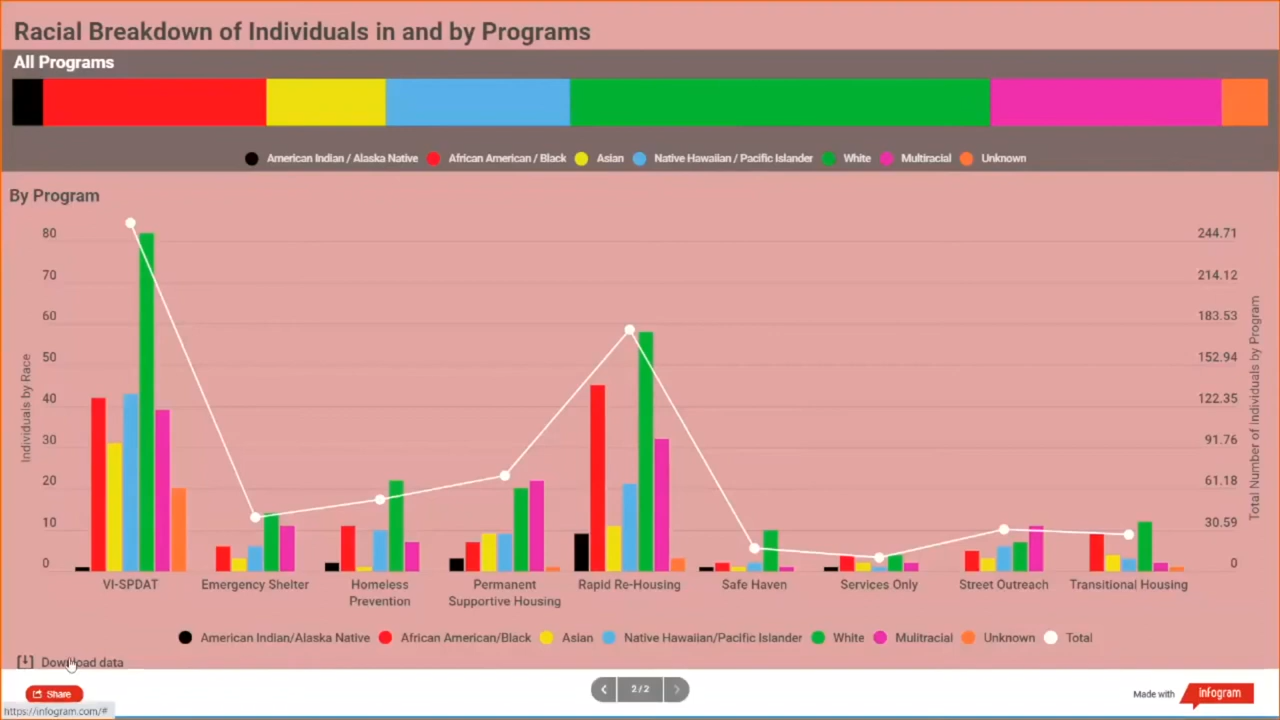 Racial Breakdown of Individuals in and by Programs
All Programs
American Indian / Alaska Native African American / Black Asian Native Hawaiian / Pacific Islander White Multiracial Unknown
By Program
80 244.71
70 214.12
60 183.53
50 152.94
40 122.35
30 91.76
20 61.18
10 30.59
0 0
Individuals by Race
Total Number of Individuals by Program
VI-SPDAT Emergency Shelter Homeless Prevention Permanent Supportive Housing Rapid Re-Housing Safe Haven Services Only Street Outreach Transitional Housing
American Indian/Alaska Native African American/Black Asian Native Hawaiian/Pacific Islander White Mulitracial Unknown Total
Download data
Share
2 / 2
Made with infogram
https://infogram.com/#